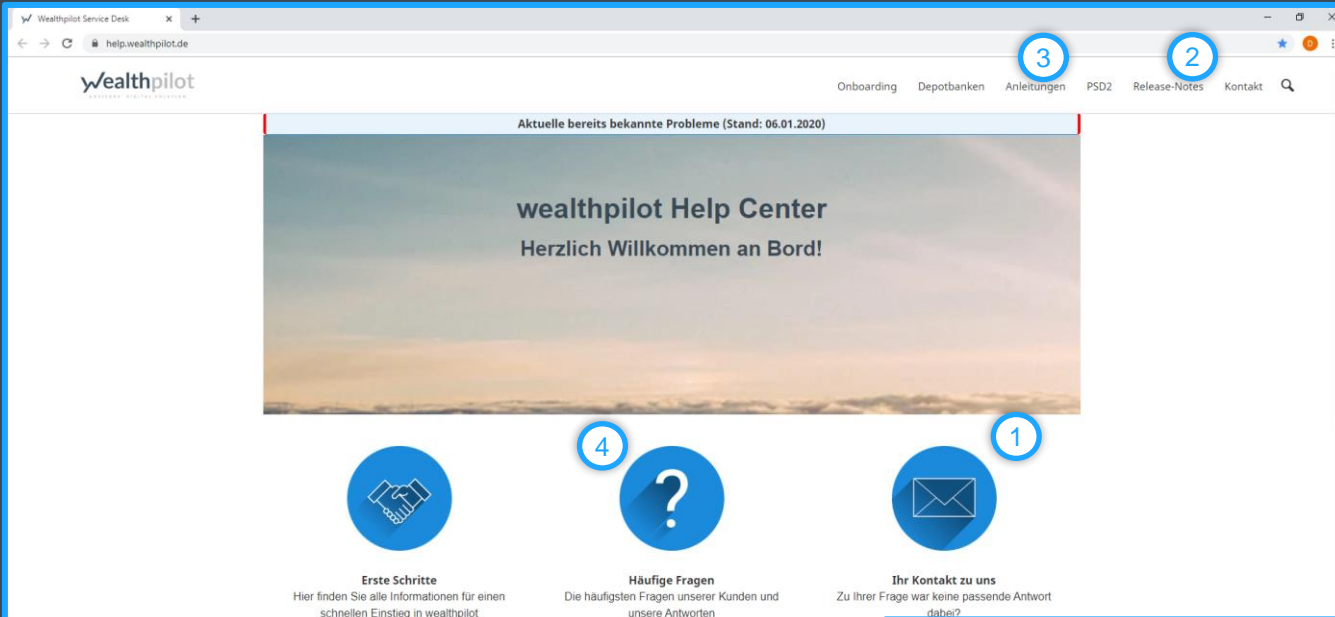 Wealthpilot Service Desk
help.wealthpilot.de
D
3
2
wealthpilot
Onboarding Depotbanken Anleitungen PSD2 Release-Notes Kontakt
Aktuelle bereits bekannte Probleme (Stand: 06.01.2020)
wealthpilot Help Center
Herzlich Willkommen an Bord!
4
1
Erste Schritte
Hier finden Sie alle Informationen für einen
schnellen Einstieg in wealthpilot
Häufige Fragen
Die häufigsten Fragen unserer Kunden und
unsere Antworten
Ihr Kontakt zu uns
Zu Ihrer Frage war keine passende Antwort
dabei?